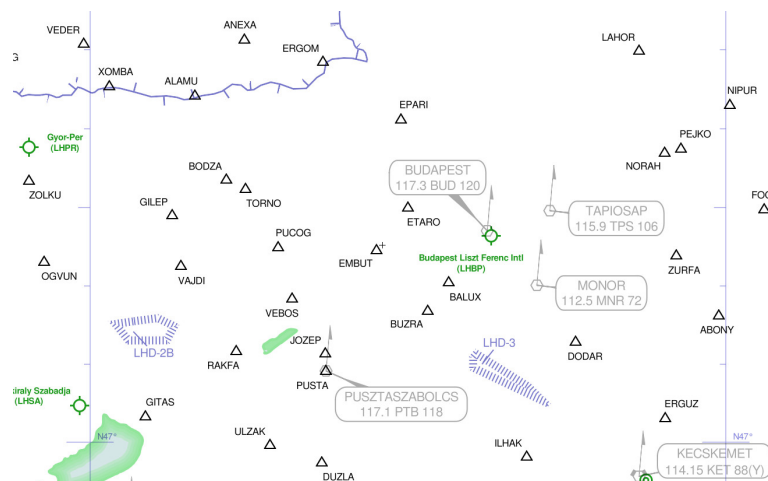 VEDER
ANEXA
ERGOM
LAHOR
G
XOMBA
ALAMU
NIPUR
EPARI
Gyor-Per
(LHPR)
PEJKO
NORAH
BODZA
BUDAPEST
117.3 BUD 120
ZOLKU
TORNO
GILEP
ETARO
TAPIOSAP
115.9 TPS 106
FOC
PUCOG
EMBUT
Budapest Liszt Ferenc Intl
(LHBP)
ZURFA
OGVUN
VAJDI
BALUX
MONOR
112.5 MNR 72
VEBOS
BUZRA
ABONY
LHD-2B
JOZEP
LHD-3
DODAR
RAKFA
PUSTA
PUSZTASZABOLCS
117.1 PTB 118
iraly Szabadja
(LHSA)
GITAS
ERGUZ
N47°
ULZAK
ILHAK
N47°
DUZLA
KECSKEMET
114.15 KET 88(Y)